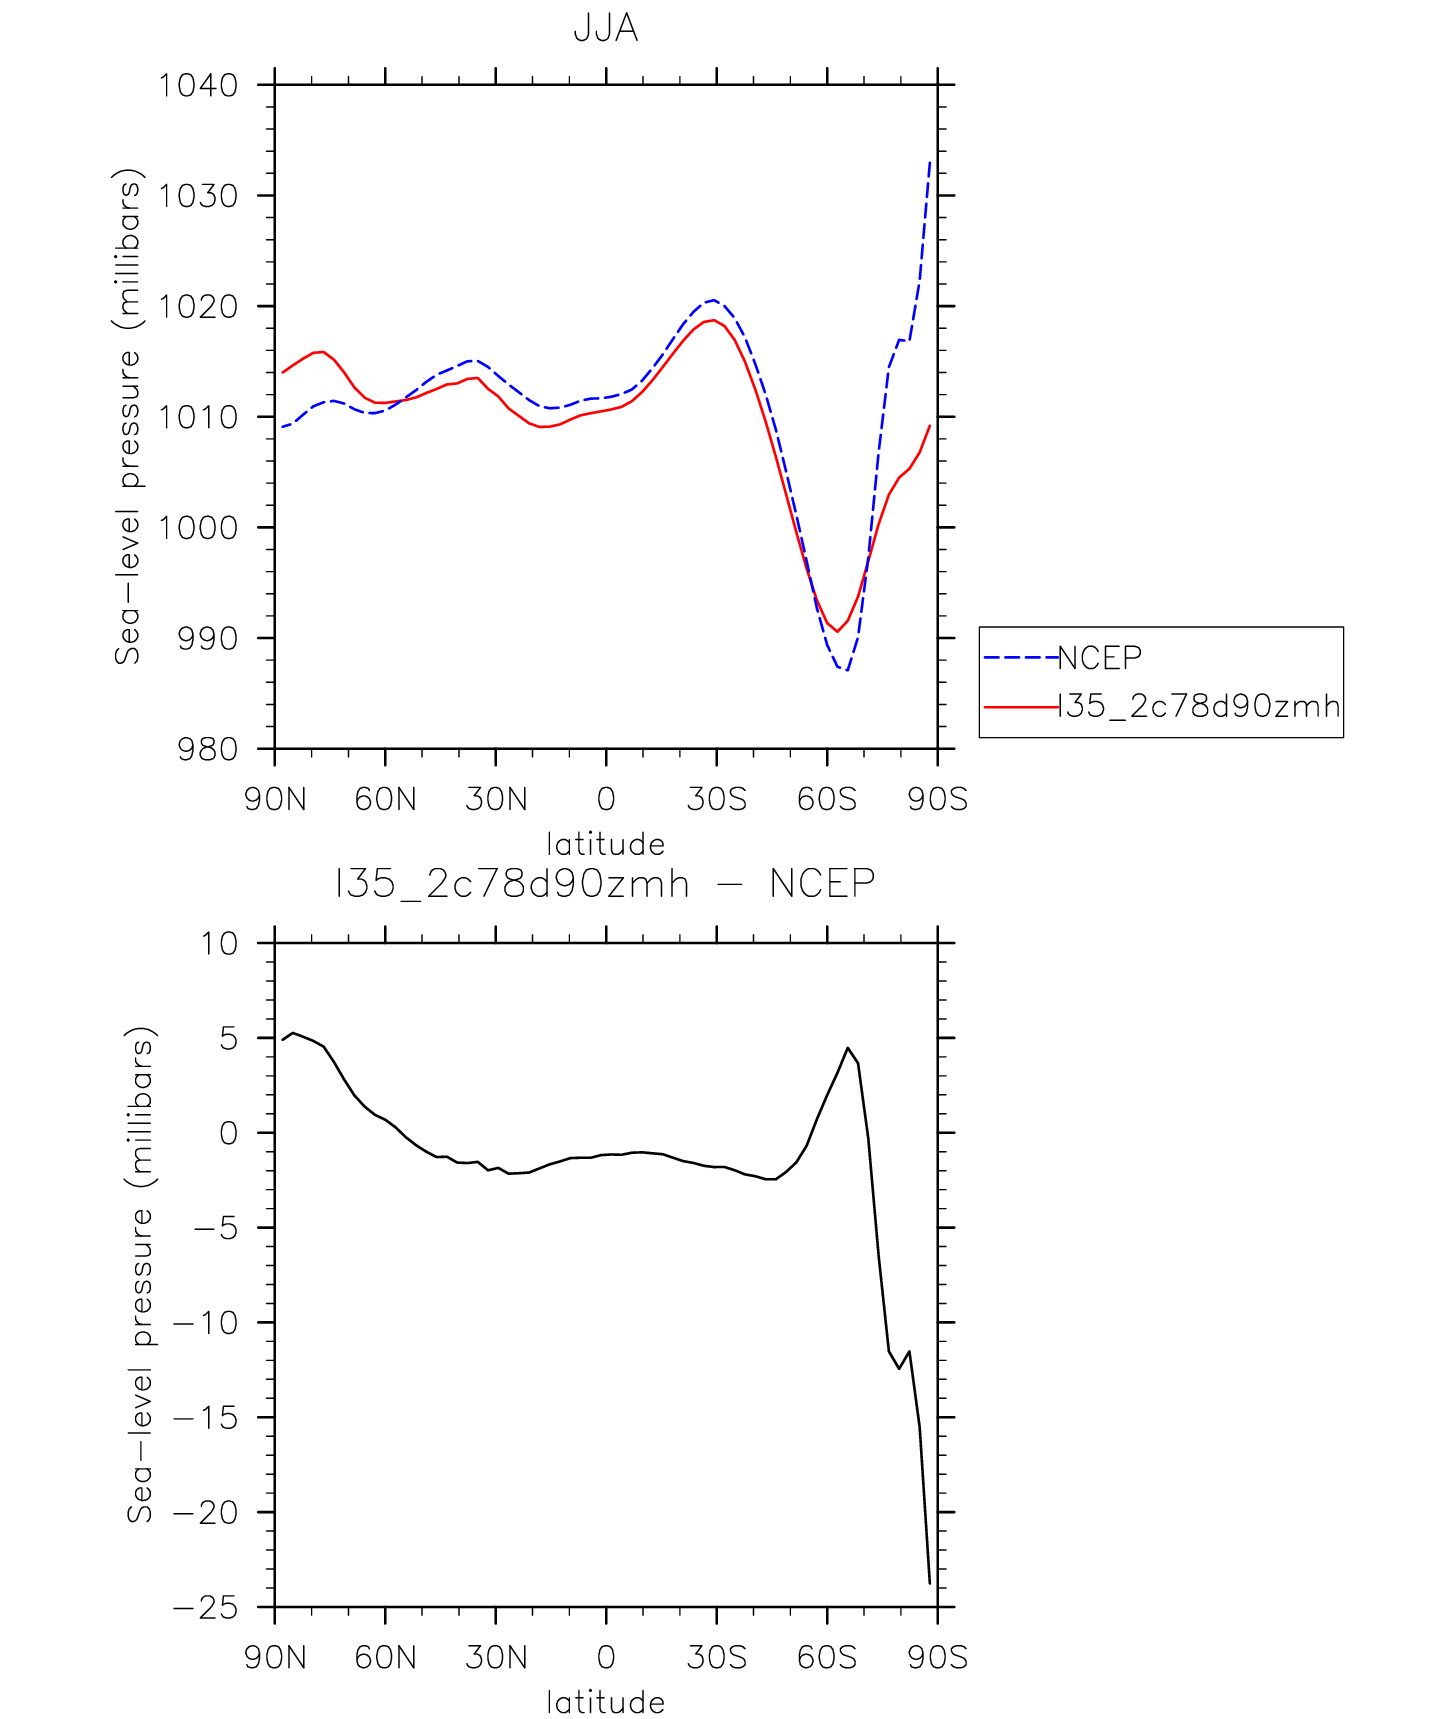 JJA
1040
1030
1020
1010
1000
990
980
Sea-level pressure (millibars)
90N 60N 30N 0 30S 60S 90S
latitude
NCEP
I35_2c78d90zmh
I35_2c78d90zmh - NCEP
10
5
0
-5
-10
-15
-20
-25
Sea-level pressure (millibars)
90N 60N 30N 0 30S 60S 90S
latitude